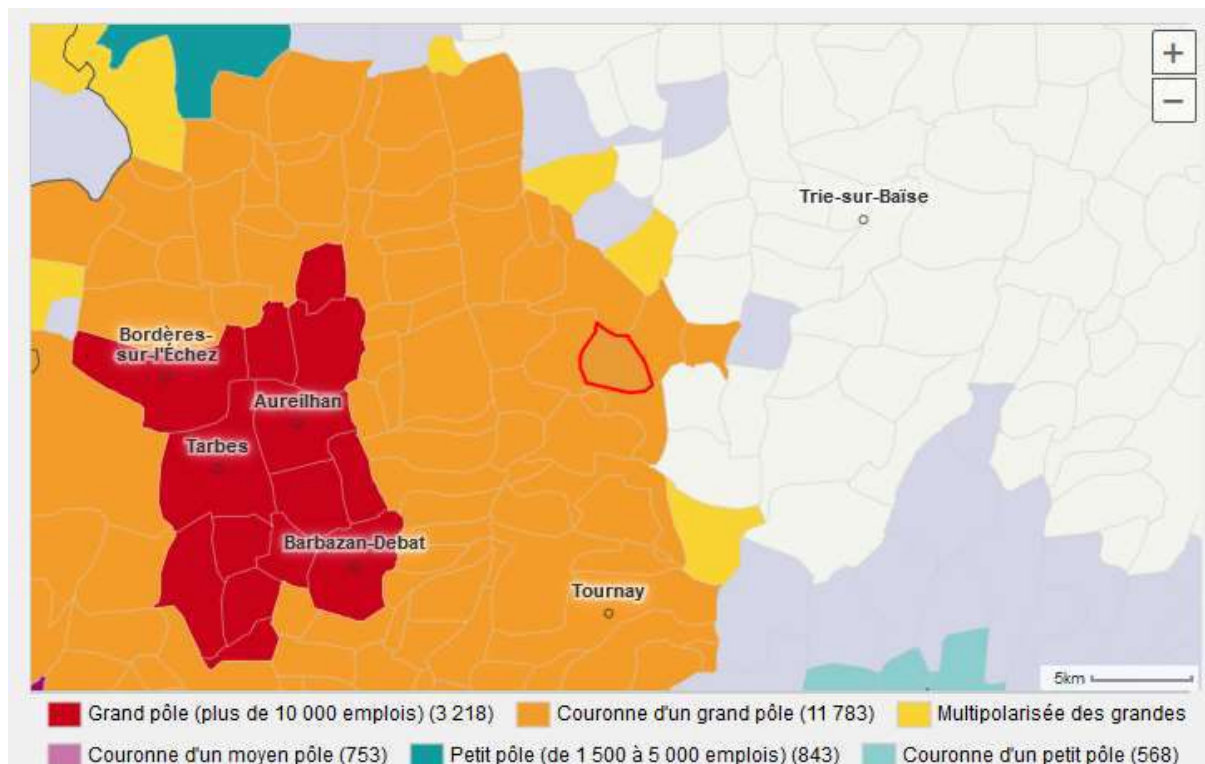 +
−
Trie-sur-Baïse
Bordères-
sur-l'Échez
Aureilhan
Tarbes
Barbazan-Debat
Tournay
5km
Grand pôle (plus de 10 000 emplois) (3 218) Couronne d'un grand pôle (11 783) Multipolarisée des grandes
Couronne d'un moyen pôle (753) Petit pôle (de 1 500 à 5 000 emplois) (843) Couronne d'un petit pôle (568)